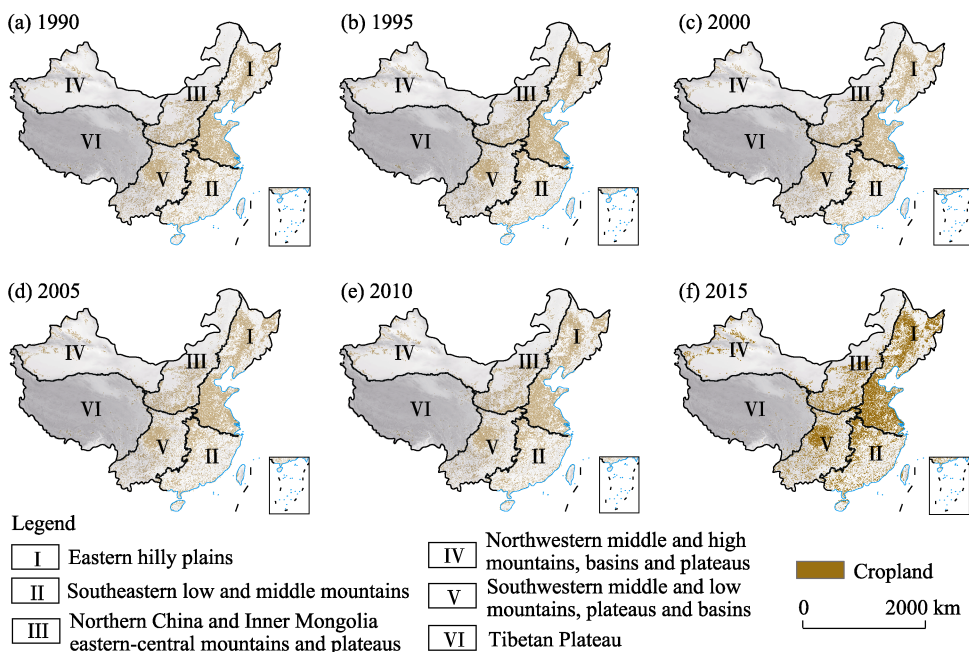 (a) 1990
(b) 1995
(c) 2000
I
IV
III
VI
V
II
I
IV
III
VI
V
II
I
IV
III
VI
V
II
(d) 2005
(e) 2010
(f) 2015
I
IV
III
VI
V
II
I
IV
III
VI
V
II
I
IV
III
VI
V
II
Legend
I Eastern hilly plains
II Southeastern low and middle mountains
III Northern China and Inner Mongolia
eastern-central mountains and plateaus
IV Northwestern middle and high
mountains, basins and plateaus
V Southwestern middle and low
mountains, plateaus and basins
VI Tibetan Plateau
Cropland
0 2000 km